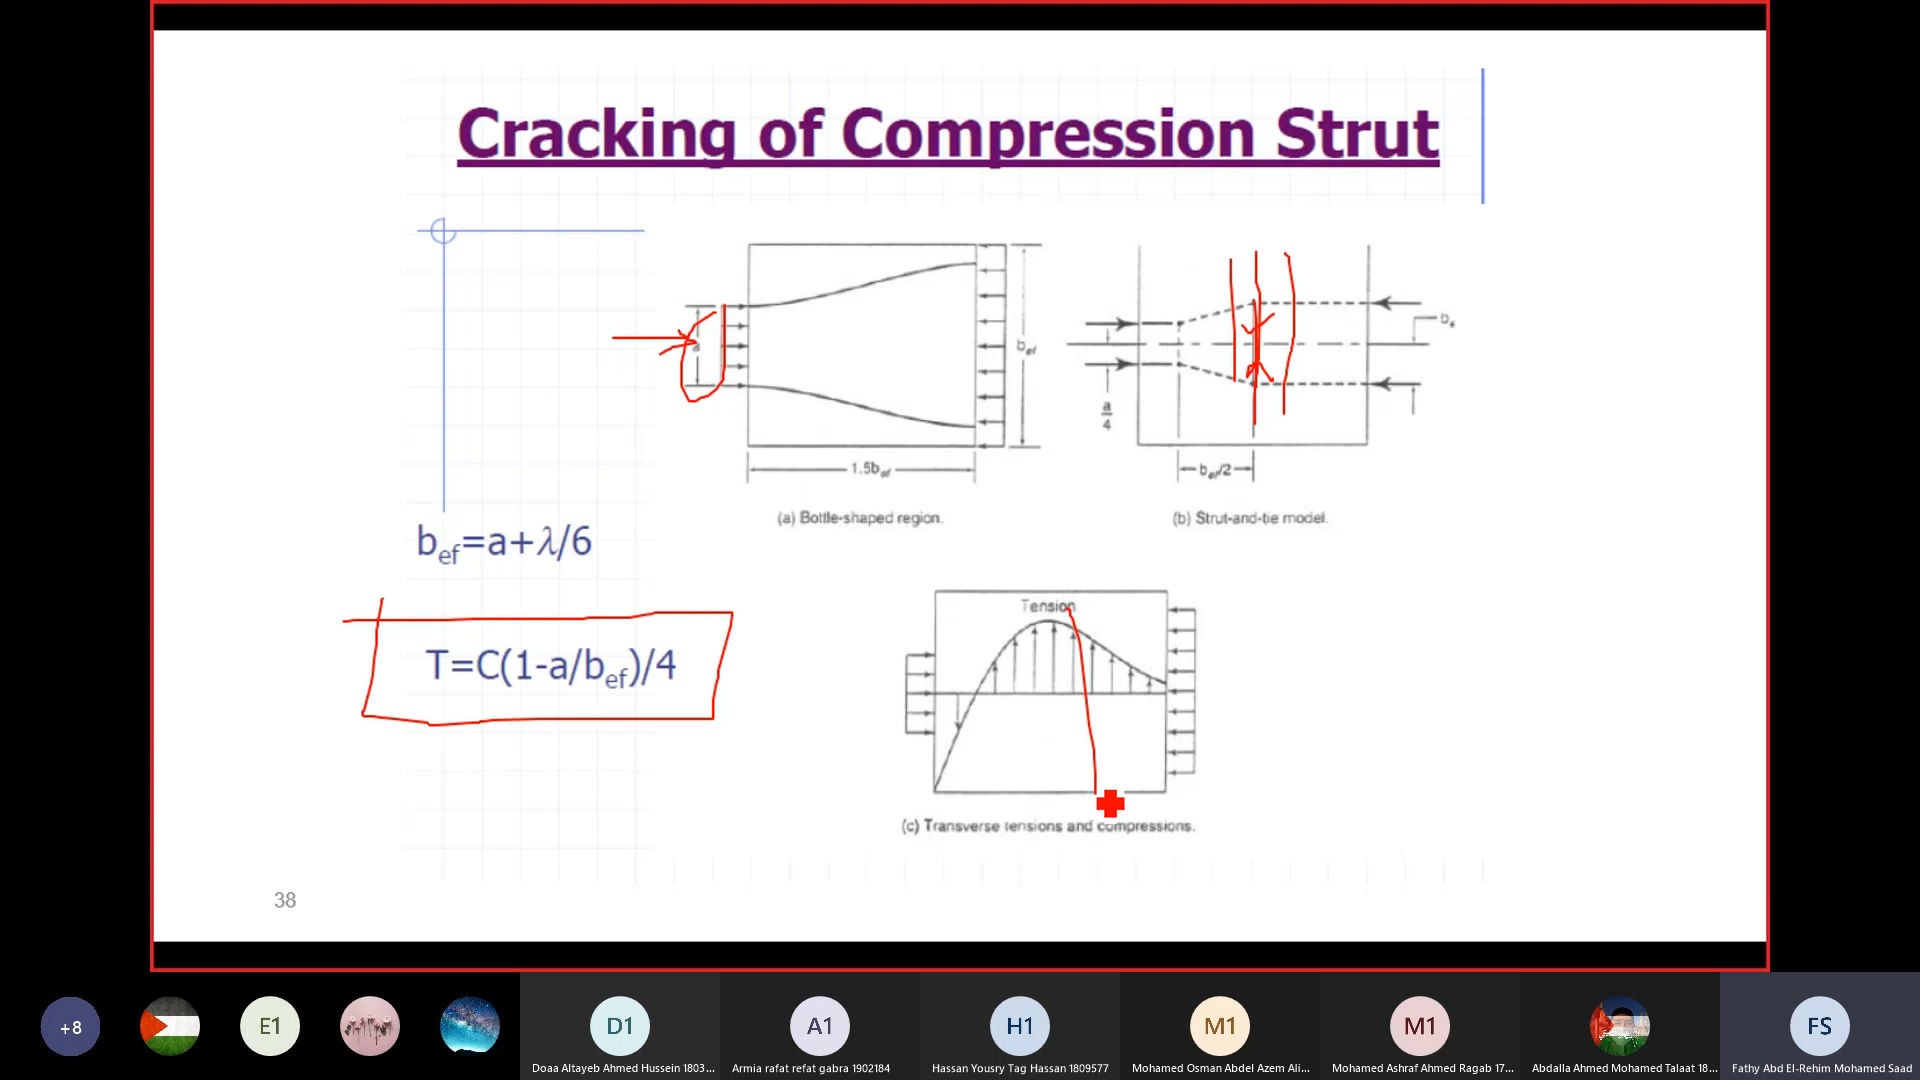 Cracking of Compression Strut
a
bef
1.5bef
(a) Bottle-shaped region.
a
4
bef/2
(b) Strut-and-tie model.
bef=a+λ/6
T=C(1-a/bef)/4
Tension
(c) Transverse tensions and compressions.
38
+8
E1
D1
A1
H1
M1
M1
FS
Doaa Altayeb Ahmed Hussein 1803...
Armia rafat refat gabra 1902184
Hassan Yousry Tag Hassan 1809577
Mohamed Osman Abdel Azem Ali...
Mohamed Ashraf Ahmed Ragab 17...
Abdalla Ahmed Mohamed Talaat 18...
Fathy Abd El-Rehim Mohamed Saad